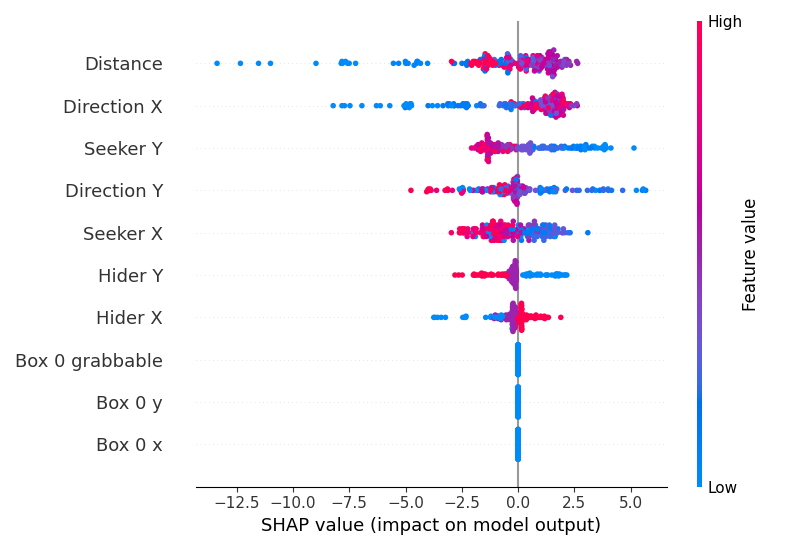 High
Distance
Direction X
Seeker Y
Direction Y
Seeker X
Hider Y
Hider X
Box 0 grabbable
Box 0 y
Box 0 x
Feature value
Low
−12.5 −10.0 −7.5 −5.0 −2.5 0.0 2.5 5.0
SHAP value (impact on model output)